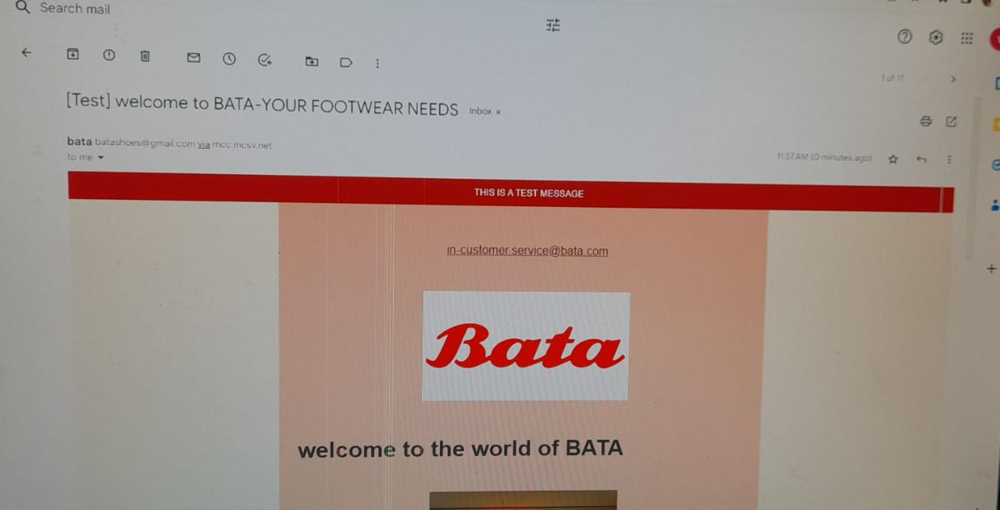 Search mail
1 of 17
[Test] welcome to BATA-YOUR FOOTWEAR NEEDS Inbox ×
bata batashoes@gmail.com via mcc.mcsv.net
to me
11:57 AM (0 minutes ago)
THIS IS A TEST MESSAGE
in-customer.service@bata.com
Bata
welcome to the world of BATA